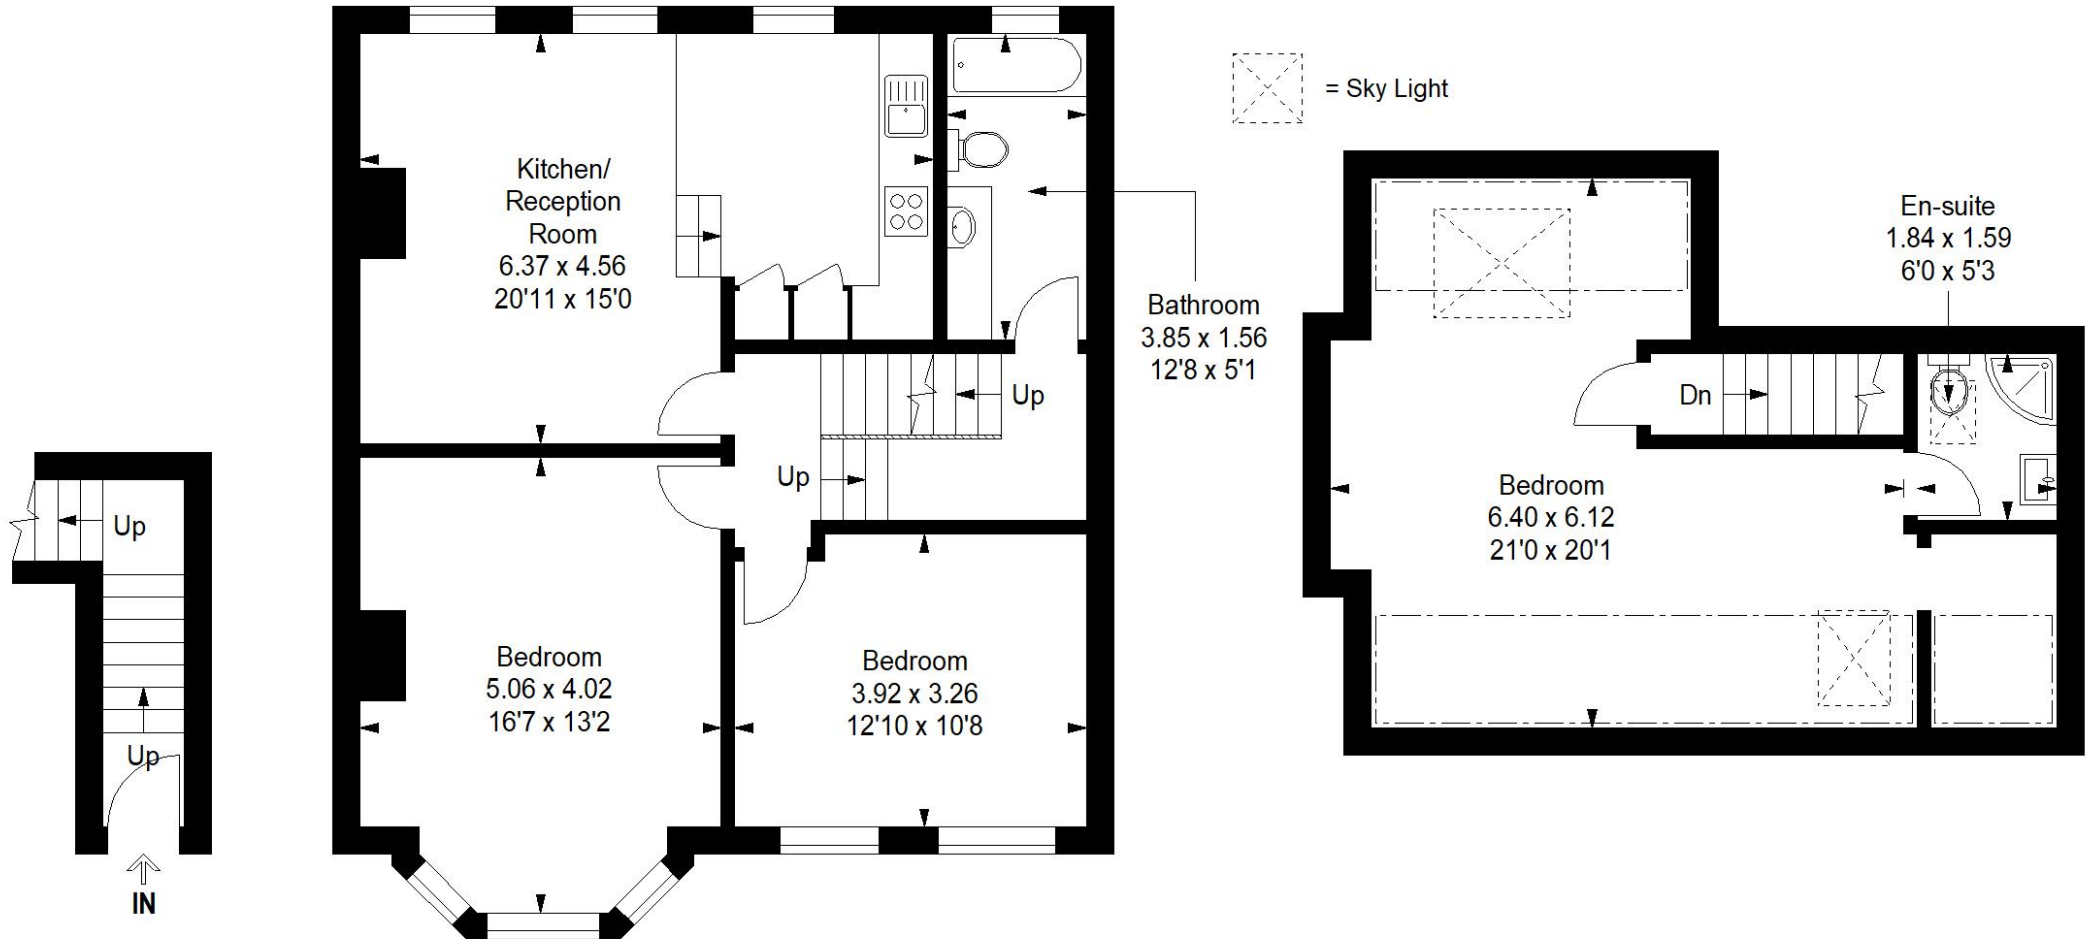 Up
Up
IN
Kitchen/
Reception
Room
6.37 x 4.56
20'11 x 15'0
Bathroom
3.85 x 1.56
12'8 x 5'1
Up
Up
Bedroom
5.06 x 4.02
16'7 x 13'2
Bedroom
3.92 x 3.26
12'10 x 10'8
= Sky Light
En-suite
1.84 x 1.59
6'0 x 5'3
Dn
Bedroom
6.40 x 6.12
21'0 x 20'1